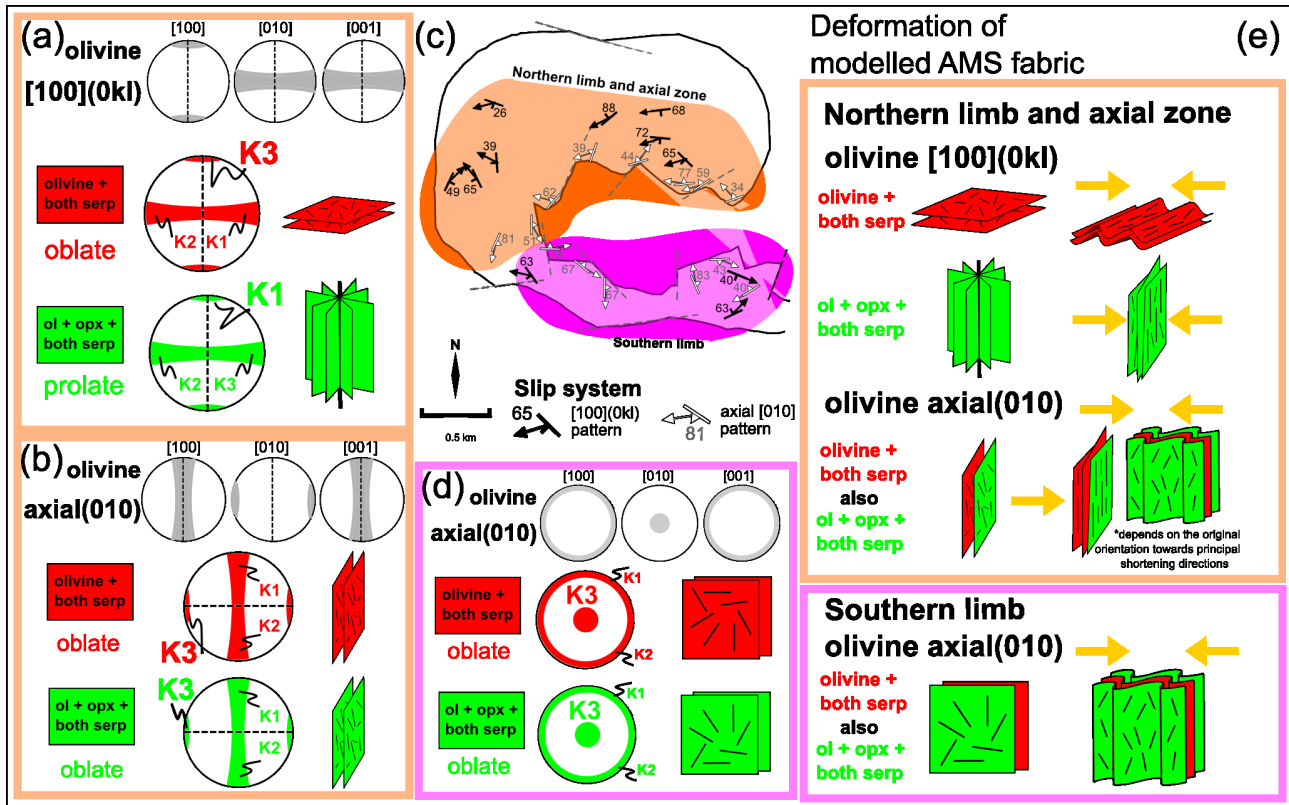 (a) olivine
[100](0kl)
[100]
[010]
[001]
olivine +
both serp
oblate
K3
K2
K1
ol + opx +
both serp
prolate
K1
K2
K3
(b) olivine
axial(010)
[100]
[010]
[001]
olivine +
both serp
oblate
K1
K2
K3
ol + opx +
both serp
oblate
K3
K1
K2
(c)
Northern limb and axial zone
26
88
68
39
39
72
44
65
49
65
62
77
59
34
81
51
63
67
67
83
43
40
40
63
Southern limb
N
0.5 km
Slip system
65
[100](0kl)
pattern
81
axial [010]
pattern
(d) olivine
axial(010)
[100]
[010]
[001]
olivine +
both serp
oblate
K3
K1
K2
ol + opx +
both serp
oblate
K3
K1
K2
Deformation of
modelled AMS fabric
(e)
Northern limb and axial zone
olivine [100](0kl)
olivine +
both serp
ol + opx +
both serp
olivine axial(010)
olivine +
both serp
also
ol + opx +
both serp
*depends on the original
orientation towards principal
shortening directions
Southern limb
olivine axial(010)
olivine +
both serp
also
ol + opx +
both serp